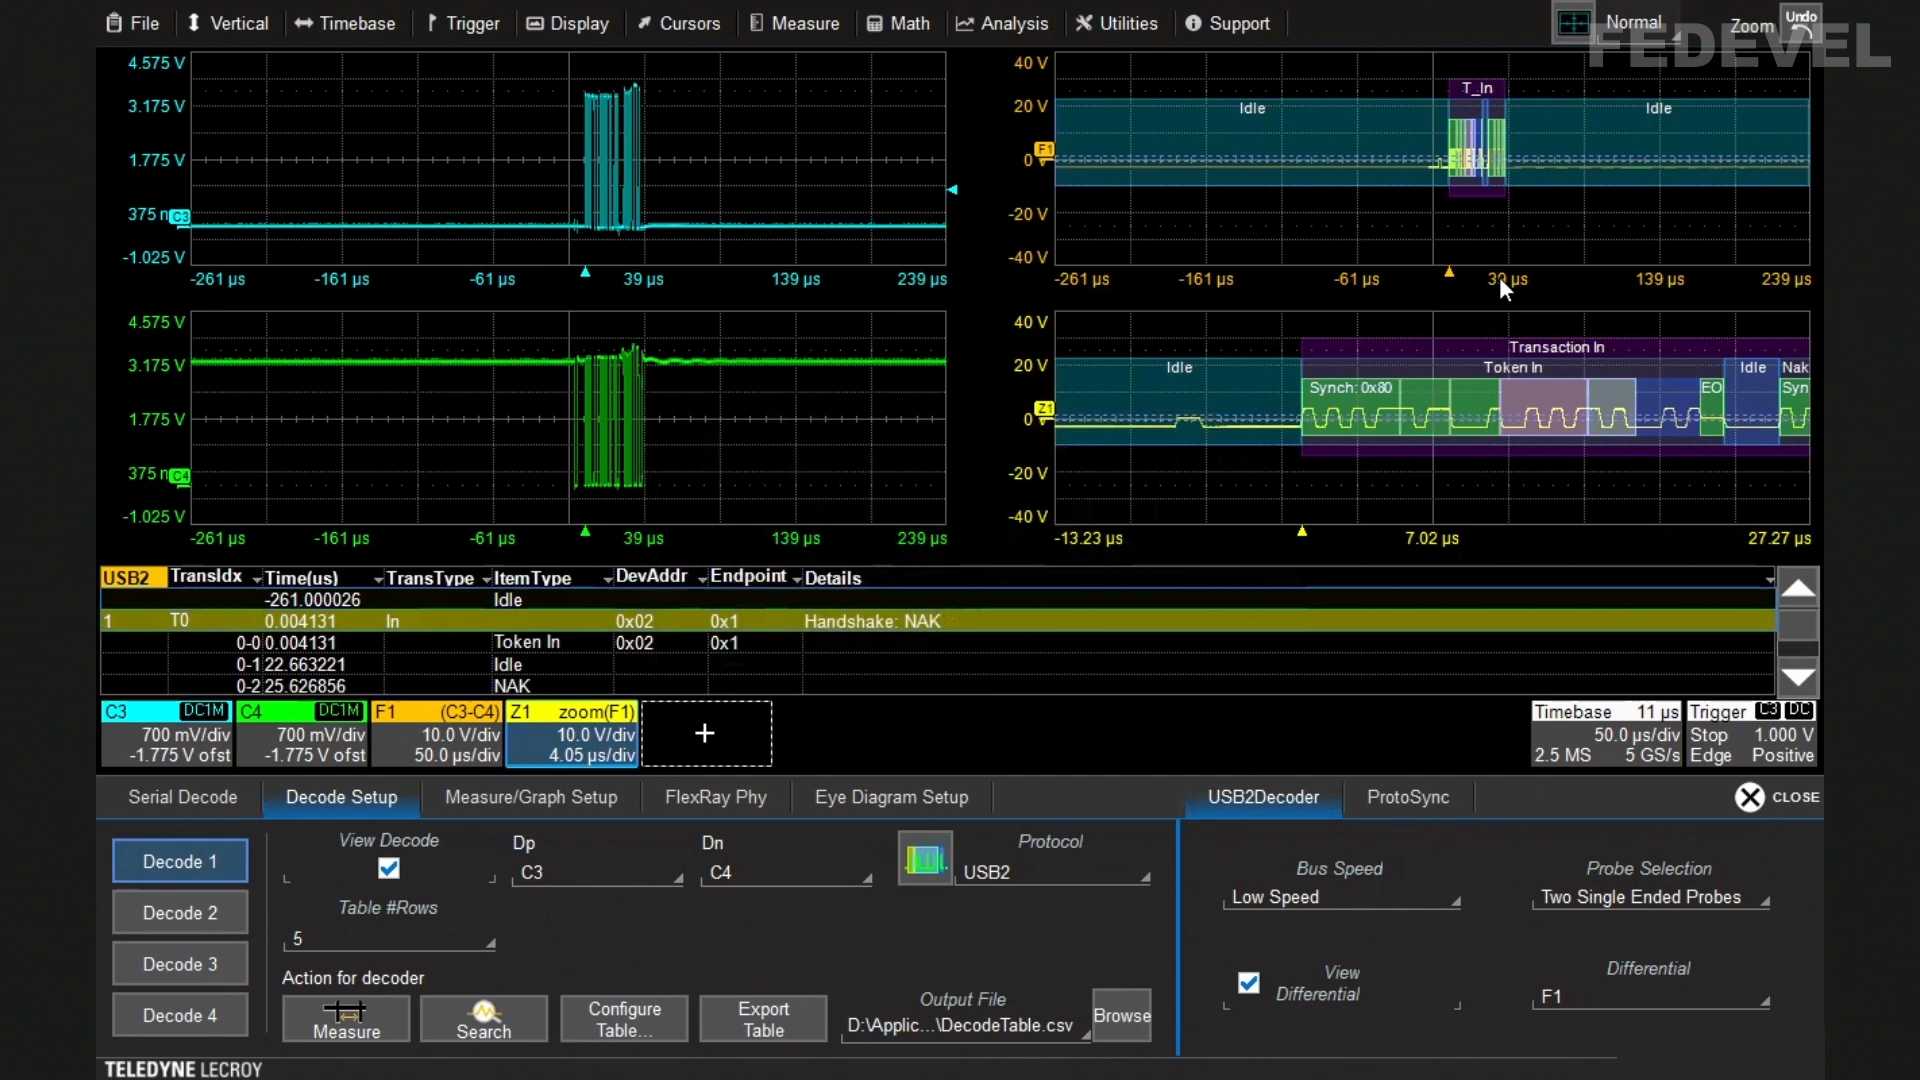 File
Vertical
Timebase
Trigger
Display
Cursors
Measure
Math
Analysis
Utilities
Support
Normal
Zoom
Undo
FEDEVEL
4.575 V
3.175 V
1.775 V
375 n
C3
-1.025 V
-261 µs -161 µs -61 µs 39 µs 139 µs 239 µs
40 V
20 V
F1
0
-20 V
-40 V
T_In
Idle Idle
-261 µs -161 µs -61 µs 39 µs 139 µs 239 µs
4.575 V
3.175 V
1.775 V
375 n
C4
-1.025 V
-261 µs -161 µs -61 µs 39 µs 139 µs 239 µs
40 V
20 V
Z1
0
-20 V
-40 V
Transaction In
Idle Token In Idle Nak
Synch: 0x80 EO Syn
-13.23 µs 7.02 µs 27.27 µs
USB2 TransIdx Time(us) TransType ItemType DevAddr Endpoint Details
-261.000026 Idle
1 T0 0.004131 In 0x02 0x1 Handshake: NAK
0-0 0.004131 Token In 0x02 0x1
0-1 22.663221 Idle
0-2 25.626856 NAK
C3 DC1M
700 mV/div
-1.775 V ofst
C4 DC1M
700 mV/div
-1.775 V ofst
F1 (C3-C4)
10.0 V/div
50.0 µs/div
Z1 zoom(F1)
10.0 V/div
4.05 µs/div
+
Timebase 11 µs
50.0 µs/div
2.5 MS 5 GS/s
Trigger C3 DC
Stop 1.000 V
Edge Positive
Serial Decode
Decode Setup
Measure/Graph Setup
FlexRay Phy
Eye Diagram Setup
USB2Decoder
ProtoSync
CLOSE
Decode 1
Decode 2
Decode 3
Decode 4
View Decode
Table #Rows
5
Dp
C3
Dn
C4
Protocol
USB2
Action for decoder
Measure
Search
Configure
Table...
Export
Table
Output File
D:\Applic...\DecodeTable.csv
Browse
Bus Speed
Low Speed
Probe Selection
Two Single Ended Probes
View
Differential
Differential
F1
TELEDYNE LECROY